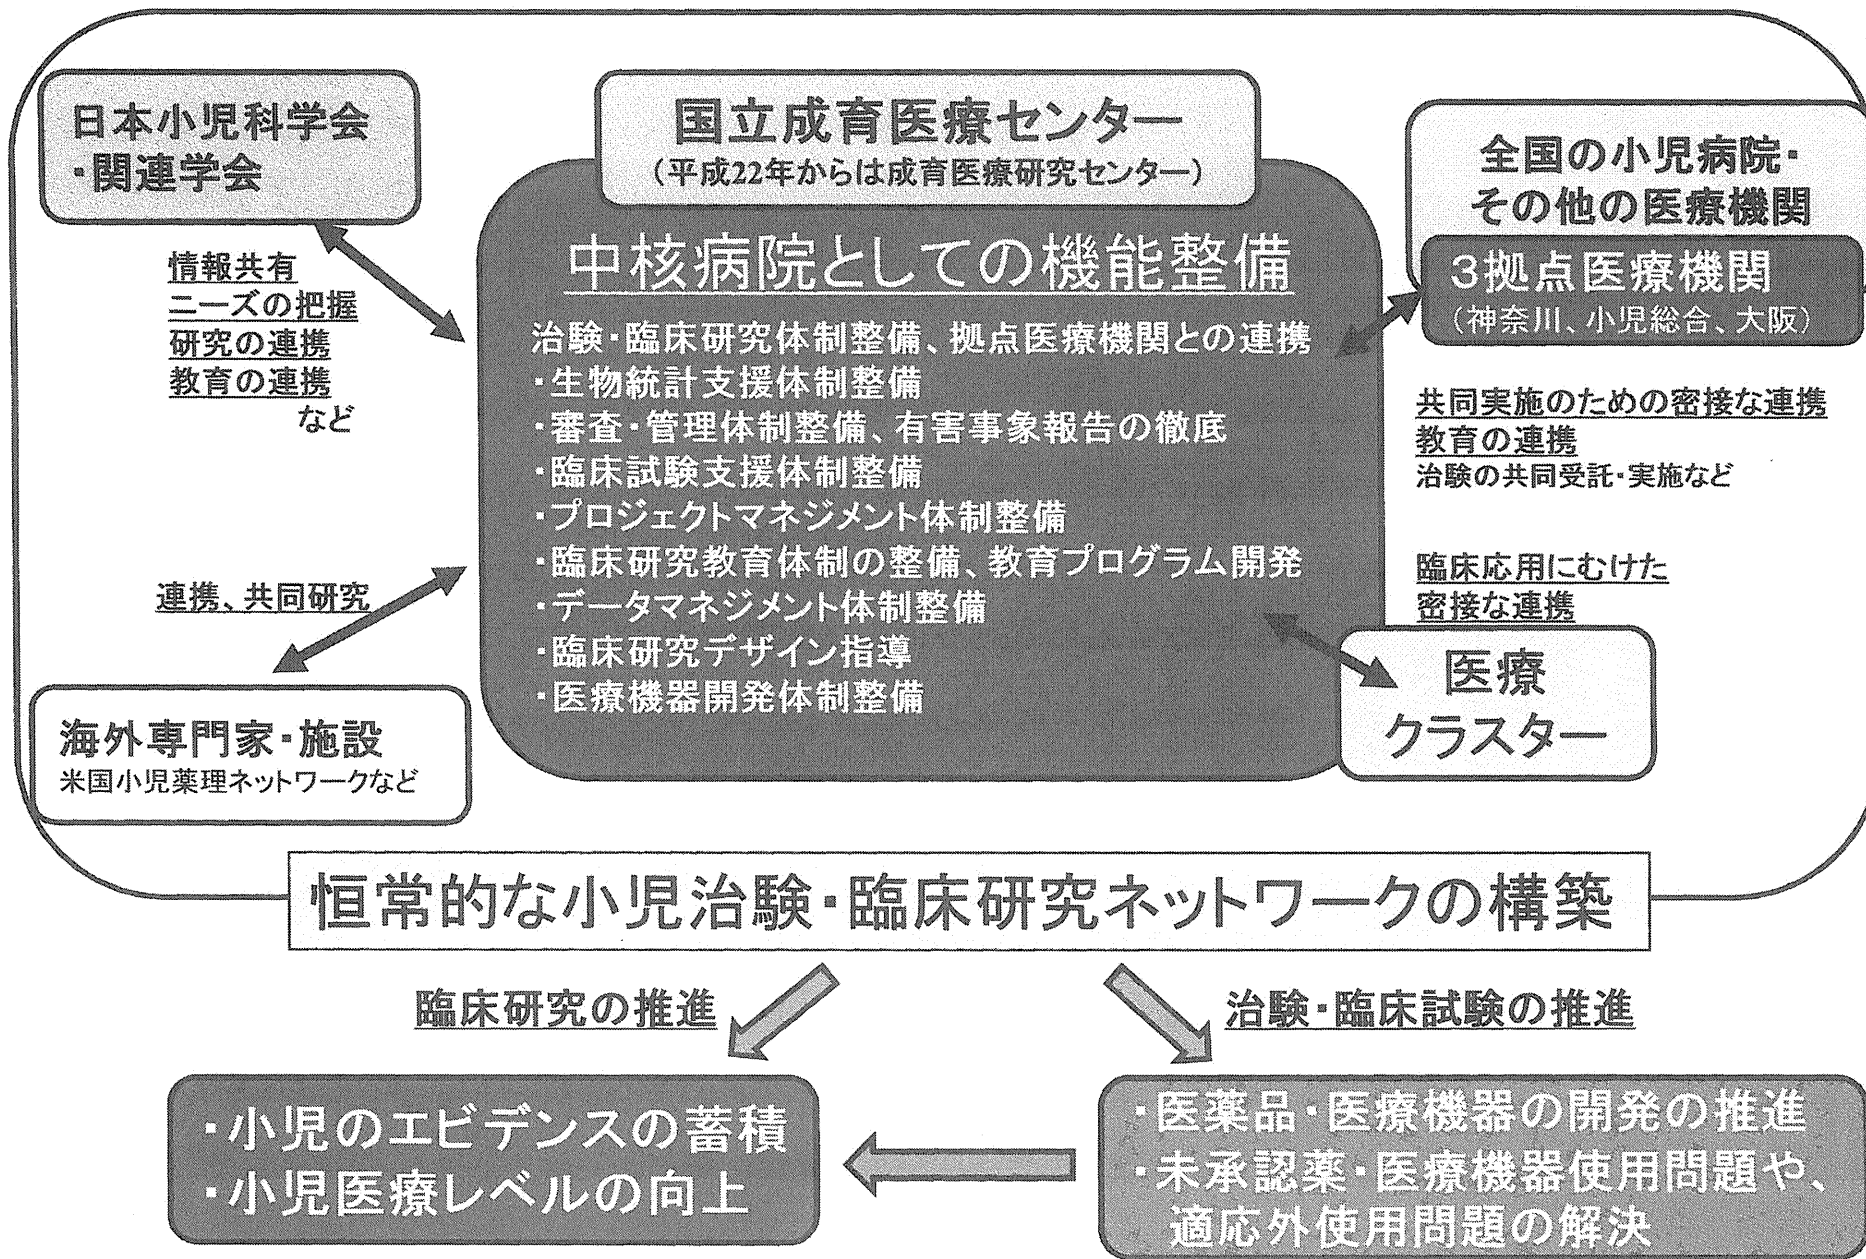 日本小児科学会
・関連学会
国立成育医療センター
(平成22年からは成育医療研究センター)
全国の小児病院・
その他の医療機関
3拠点医療機関
(神奈川、小児総合、大阪)
情報共有
ニーズの把握
研究の連携
教育の連携
など
中核病院としての機能整備
治験・臨床研究体制整備、拠点医療機関との連携
・生物統計支援体制整備
・審査・管理体制整備、有害事象報告の徹底
・臨床試験支援体制整備
・プロジェクトマネジメント体制整備
・臨床研究教育体制の整備、教育プログラム開発
・データマネジメント体制整備
・臨床研究デザイン指導
・医療機器開発体制整備
共同実施のための密接な連携
教育の連携
治験の共同受託・実施など
連携、共同研究
臨床応用にむけた
密接な連携
医療
クラスター
海外専門家・施設
米国小児薬理ネットワークなど
恒常的な小児治験・臨床研究ネットワークの構築
臨床研究の推進
治験・臨床試験の推進
・小児のエビデンスの蓄積
・小児医療レベルの向上
・医薬品・医療機器の開発の推進
・未承認薬・医療機器使用問題や、
適応外使用問題の解決